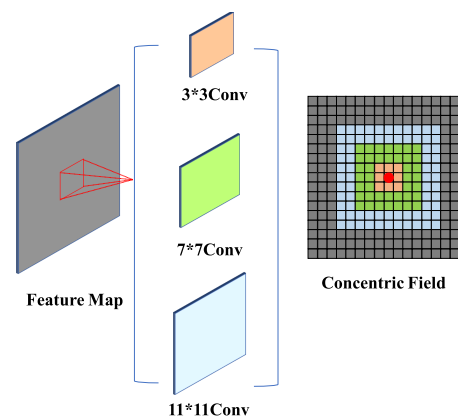 3*3Conv
7*7Conv
Feature Map
Concentric Field
11*11Conv